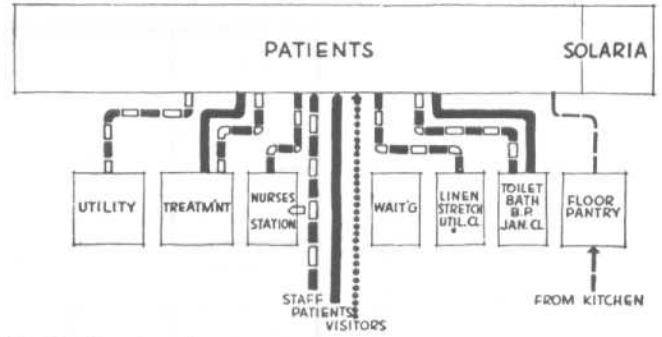 PATIENTS
SOLARIA
UTILITY
TREATM'NT
NURSES
STATION
WAIT'G
LINEN
STRETCH
UTIL. CL.
TOILET
BATH
B.P.
JAN. CL
FLOOR
PANTRY
STAFF
PATIENTS
VISITORS
FROM KITCHEN